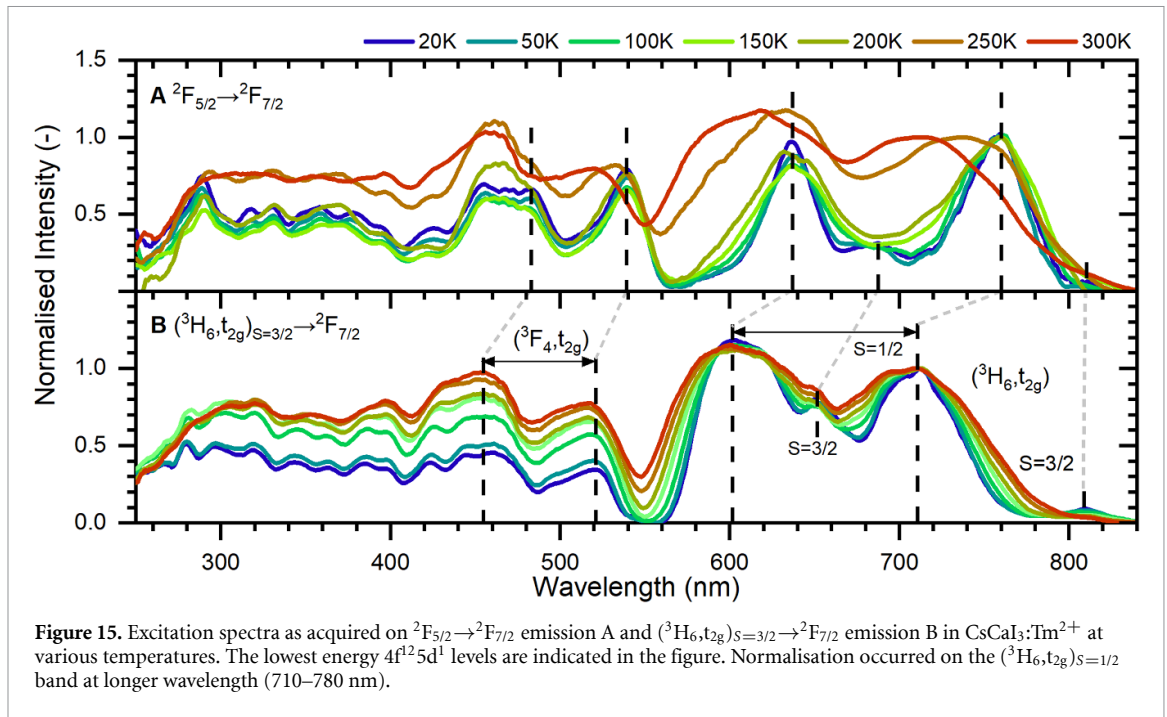 20K 50K 100K 150K 200K 250K 300K
1.5
A ²F₅/₂→²F₇/₂
1.0
0.5
B (³H₆,t₂g)S=3/2→²F₇/₂
(³F₄,t₂g)
S=1/2
(³H₆,t₂g)
1.0
0.5
S=3/2
S=3/2
0.0
300 400 500 600 700 800
Wavelength (nm)
Normalised Intensity (-)
Figure 15. Excitation spectra as acquired on ²F₅/₂→²F₇/₂ emission A and (³H₆,t₂g)S=3/2→²F₇/₂ emission B in CsCaI₃:Tm²⁺ at
various temperatures. The lowest energy 4f¹²5d¹ levels are indicated in the figure. Normalisation occurred on the (³H₆,t₂g)S=1/2
band at longer wavelength (710–780 nm).